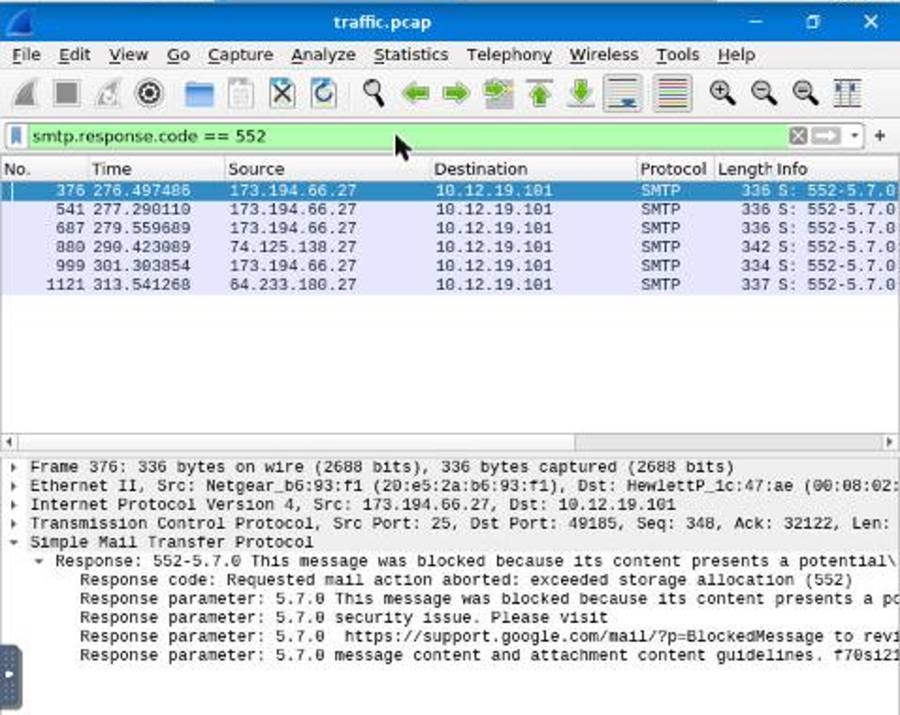 traffic.pcap
File Edit View Go Capture Analyze Statistics Telephony Wireless Tools Help
smtp.response.code == 552
No. Time Source Destination Protocol Length Info
376 276.497486 173.194.66.27 10.12.19.101 SMTP 336 S: 552-5.7.0
541 277.290110 173.194.66.27 10.12.19.101 SMTP 336 S: 552-5.7.0
687 279.559689 173.194.66.27 10.12.19.101 SMTP 336 S: 552-5.7.0
880 290.423089 74.125.138.27 10.12.19.101 SMTP 342 S: 552-5.7.0
999 301.303854 173.194.66.27 10.12.19.101 SMTP 334 S: 552-5.7.0
1121 313.541268 64.233.180.27 10.12.19.101 SMTP 337 S: 552-5.7.0
Frame 376: 336 bytes on wire (2688 bits), 336 bytes captured (2688 bits)
Ethernet II, Src: Netgear_b6:93:f1 (20:e5:2a:b6:93:f1), Dst: HewlettP_1c:47:ae (00:08:02:
Internet Protocol Version 4, Src: 173.194.66.27, Dst: 10.12.19.101
Transmission Control Protocol, Src Port: 25, Dst Port: 49185, Seq: 348, Ack: 32122, Len:
Simple Mail Transfer Protocol
Response: 552-5.7.0 This message was blocked because its content presents a potential\
Response code: Requested mail action aborted: exceeded storage allocation (552)
Response parameter: 5.7.0 This message was blocked because its content presents a po
Response parameter: 5.7.0 security issue. Please visit
Response parameter: 5.7.0 https://support.google.com/mail/?p=BlockedMessage to revi
Response parameter: 5.7.0 message content and attachment content guidelines. f70si21